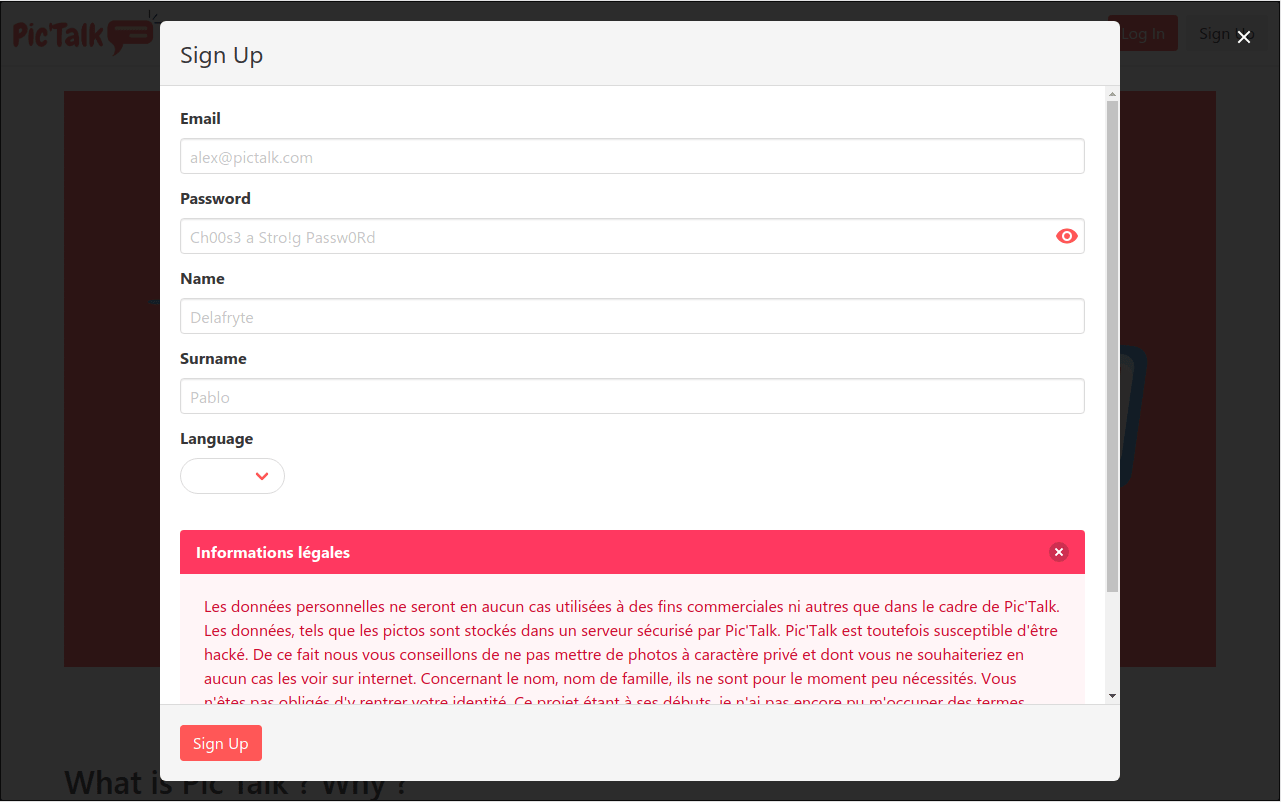 Pic'Talk
Log In
Sign Up
Sign Up
Email
alex@pictalk.com
Password
Ch00s3 a Stro!g Passw0Rd
Name
Delafryte
Surname
Pablo
Language
Informations légales
Les données personnelles ne seront en aucun cas utilisées à des fins commerciales ni autres que dans le cadre de Pic'Talk.
Les données, tels que les pictos sont stockés dans un serveur sécurisé par Pic'Talk. Pic'Talk est toutefois susceptible d'être
hacké. De ce fait nous vous conseillons de ne pas mettre de photos à caractère privé et dont vous ne souhaiteriez en
aucun cas les voir sur internet. Concernant le nom, nom de famille, ils ne sont pour le moment peu nécessités. Vous
n'êtes pas obligés d'y rentrer votre identité. Ce projet étant à ses débuts, je n'ai pas encore pu m'occuper des termes
Sign Up
What is Pic Talk ? Why ?